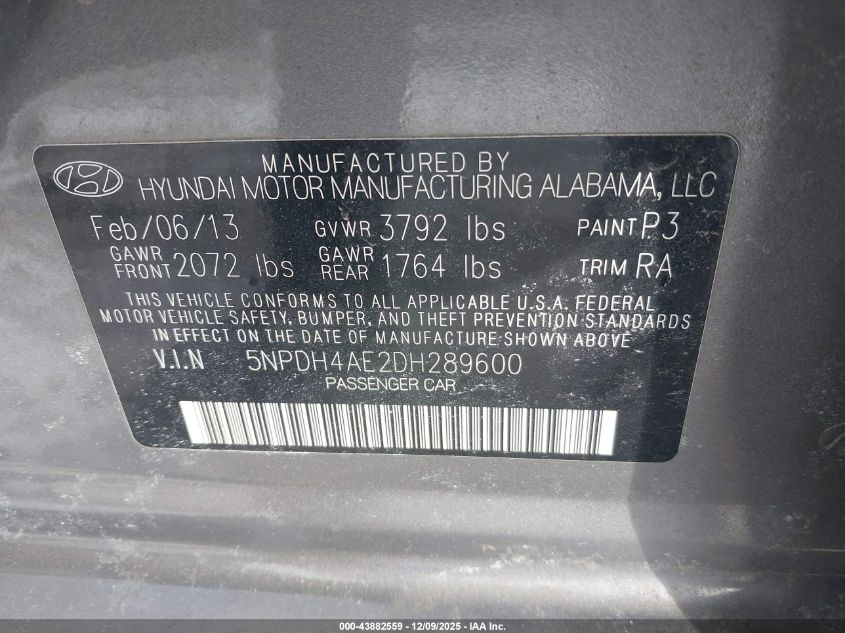 MANUFACTURED BY
HYUNDAI MOTOR MANUFACTURING ALABAMA, LLC
Feb/06/13 GVWR 3792 lbs PAINT P3
GAWR FRONT 2072 lbs GAWR REAR 1764 lbs TRIM RA
THIS VEHICLE CONFORMS TO ALL APPLICABLE U.S.A. FEDERAL
MOTOR VEHICLE SAFETY, BUMPER, AND THEFT PREVENTION STANDARDS
IN EFFECT ON THE DATE OF MANUFACTURE SHOWN ABOVE.
V.I.N 5NPDH4AE2DH289600
PASSENGER CAR
000-43882559 - 12/09/2025 - IAA Inc.